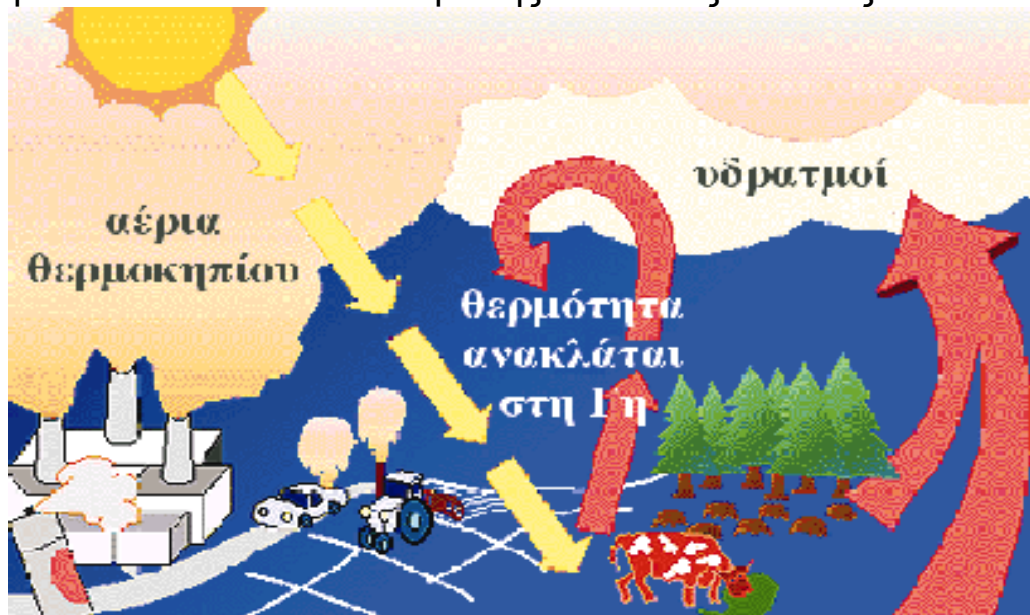 αέρια
θερμοκηπίου
υδρατμοί
θερμότητα
ανακλάται
στη Γη